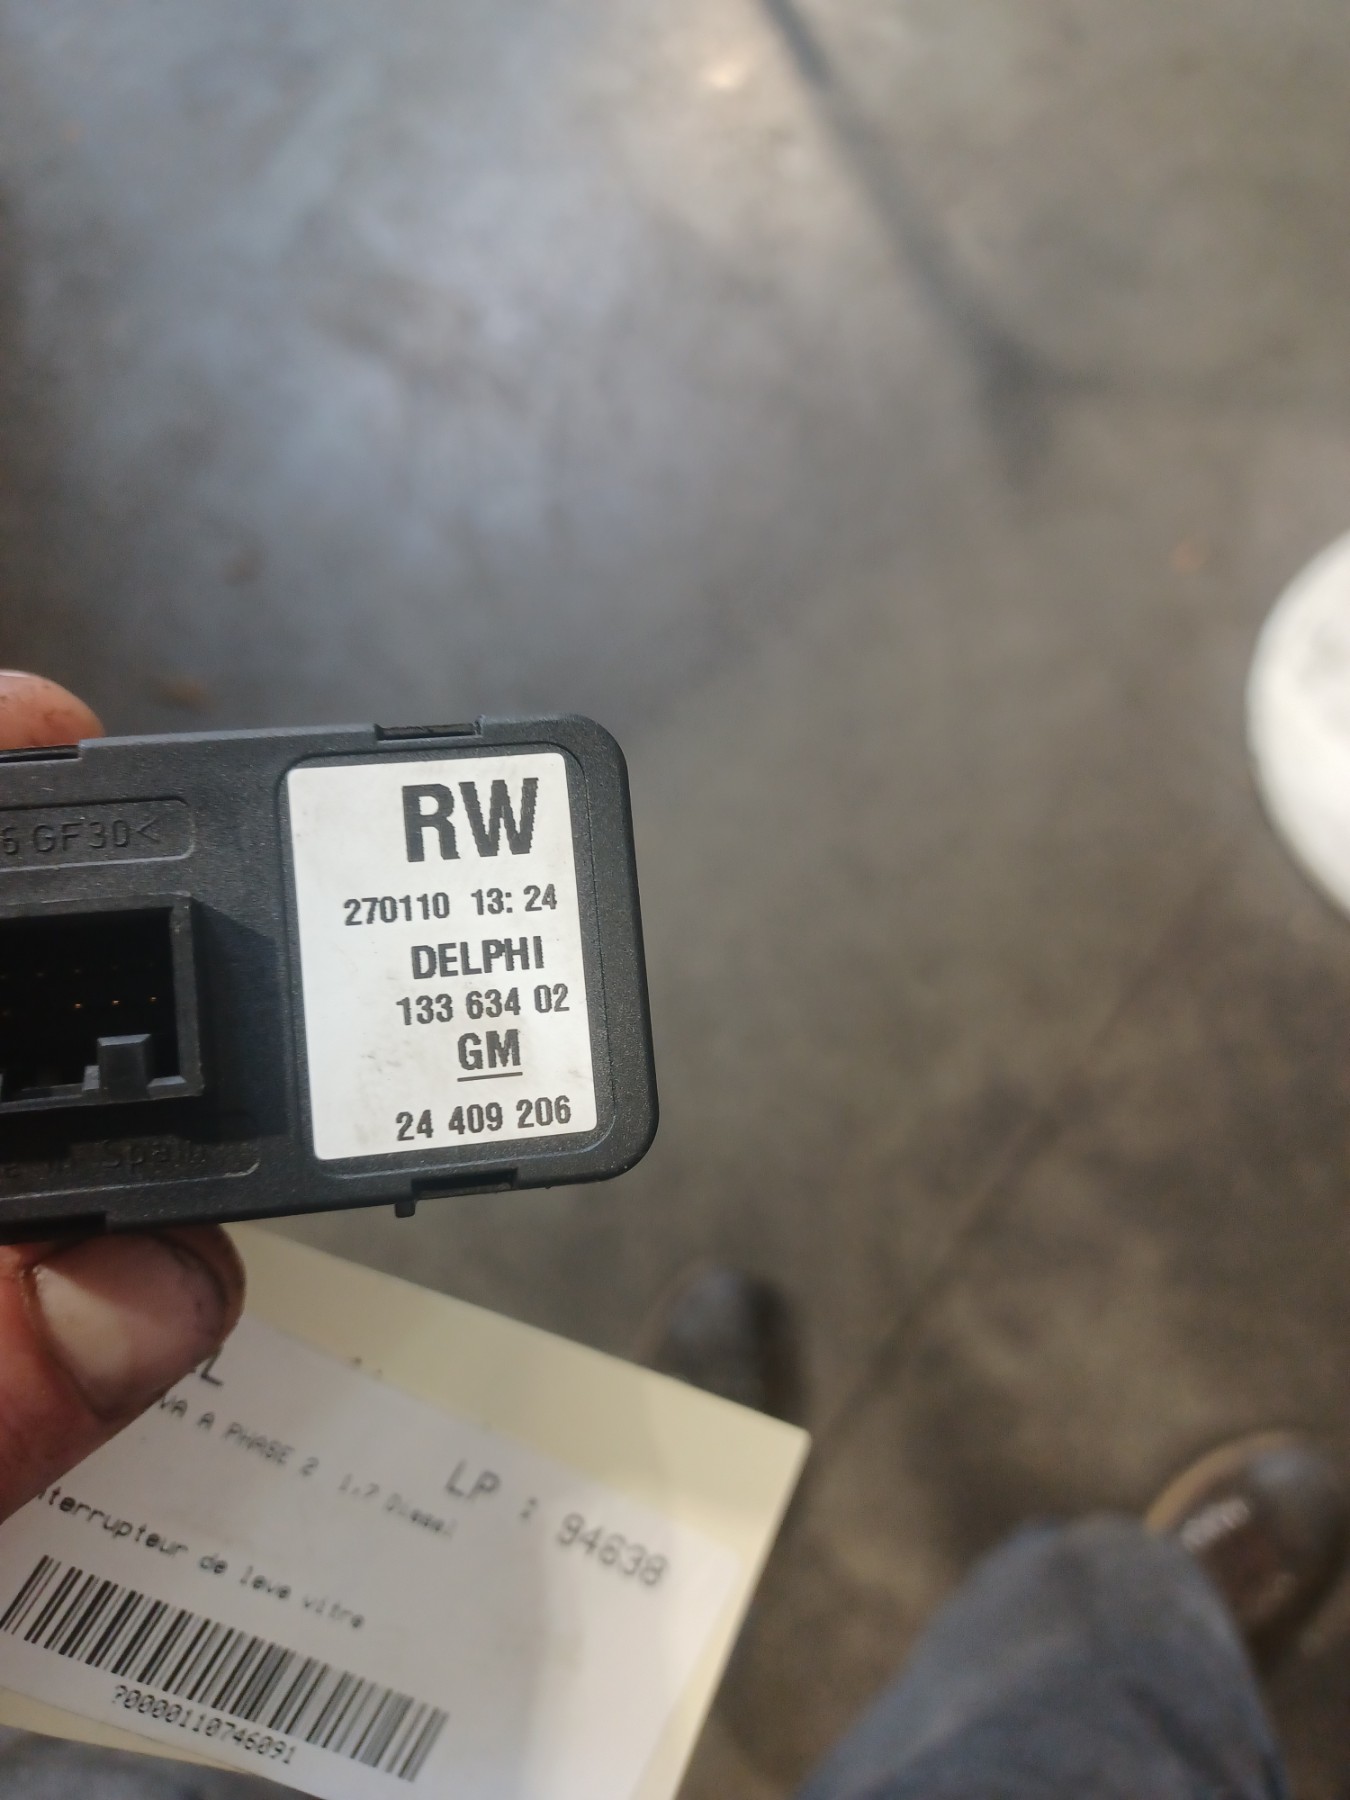 6 GF30<
RW
270110 13:24
DELPHI
133 634 02
GM
24 409 206
Spain
A PHASE 2 1.7 Diesel
LP : 94638
nterrupteur de leve vitre
70000110746091